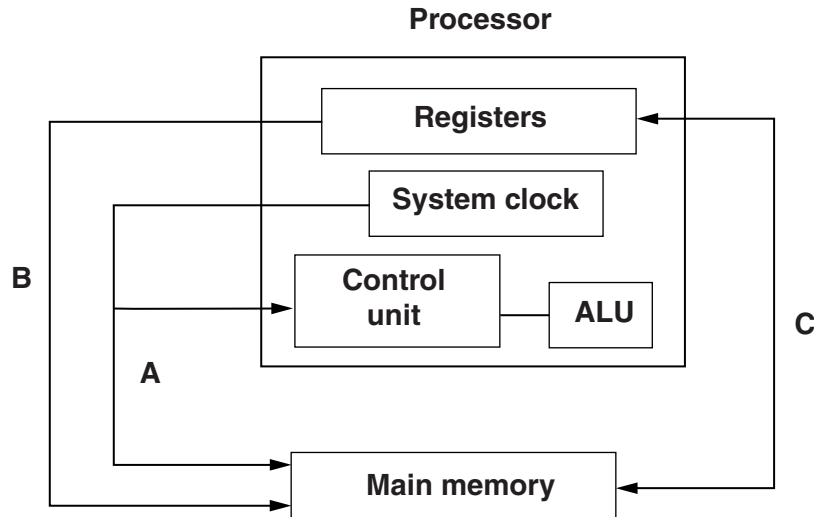 Processor
Registers
System clock
B
Control
unit
ALU
C
A
Main memory